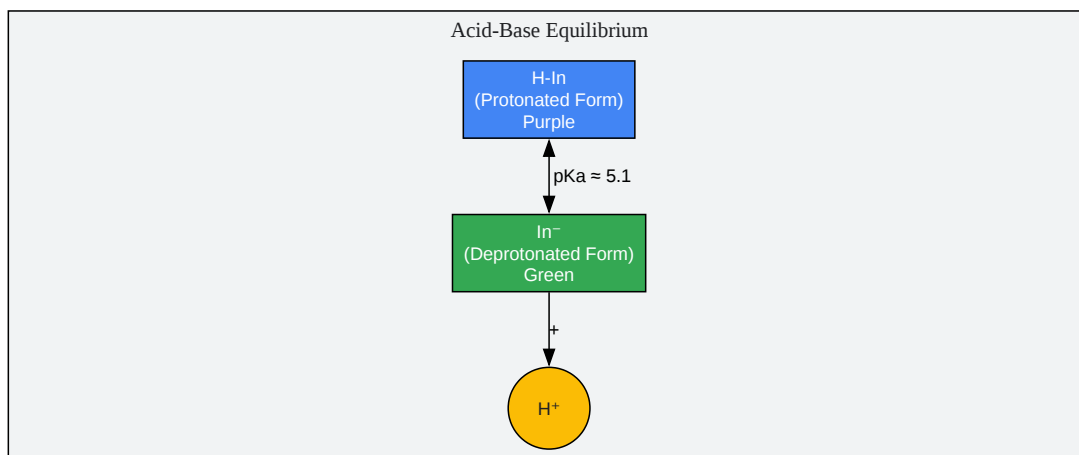 Acid-Base Equilibrium
H-In
(Protonated Form)
Purple
pKa ≈ 5.1
In⁻
(Deprotonated Form)
Green
+
H⁺